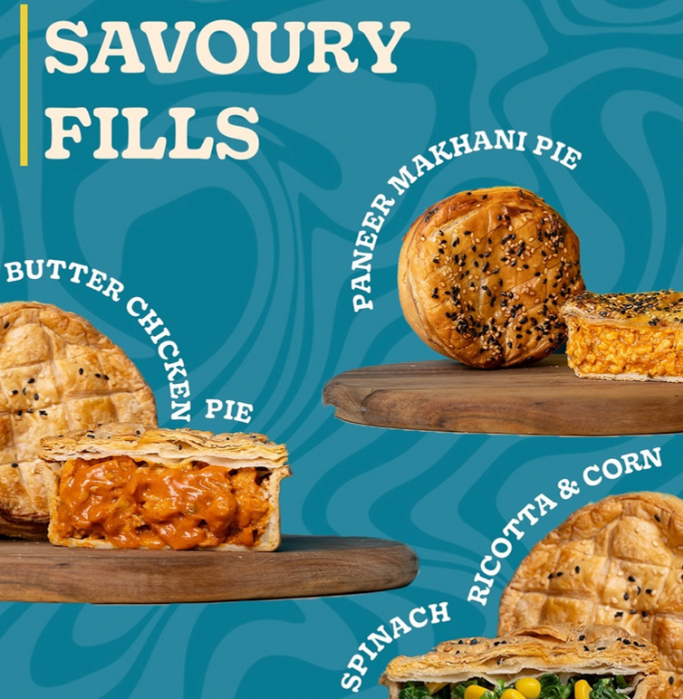 SAVOURY
FILLS
PANEER MAKHANI PIE
BUTTER CHICKEN PIE
SPINACH RICOTTA & CORN